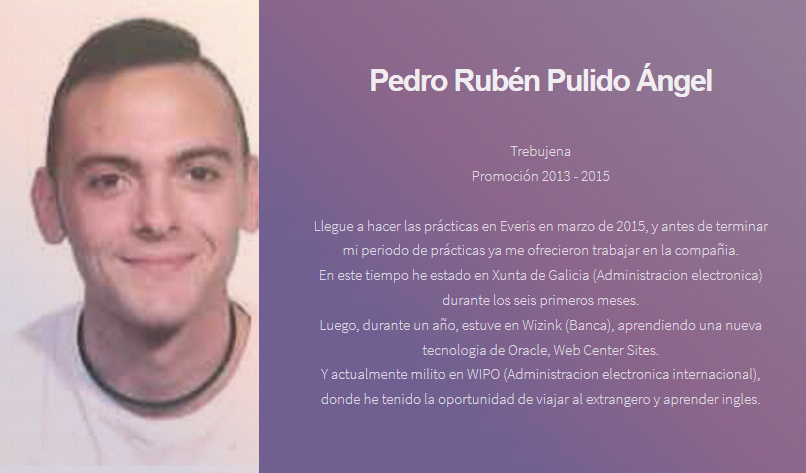 Pedro Rubén Pulido Ángel
Trebujena
Promoción 2013 - 2015
Llegue a hacer las prácticas en Everis en marzo de 2015, y antes de terminar
mi periodo de prácticas ya me ofrecieron trabajar en la compañia.
En este tiempo he estado en Xunta de Galicia (Administracion electronica)
durante los seis primeros meses.
Luego, durante un año, estuve en Wizink (Banca), aprendiendo una nueva
tecnologia de Oracle, Web Center Sites.
Y actualmente milito en WIPO (Administracion electronica internacional),
donde he tenido la oportunidad de viajar al extrangero y aprender ingles.